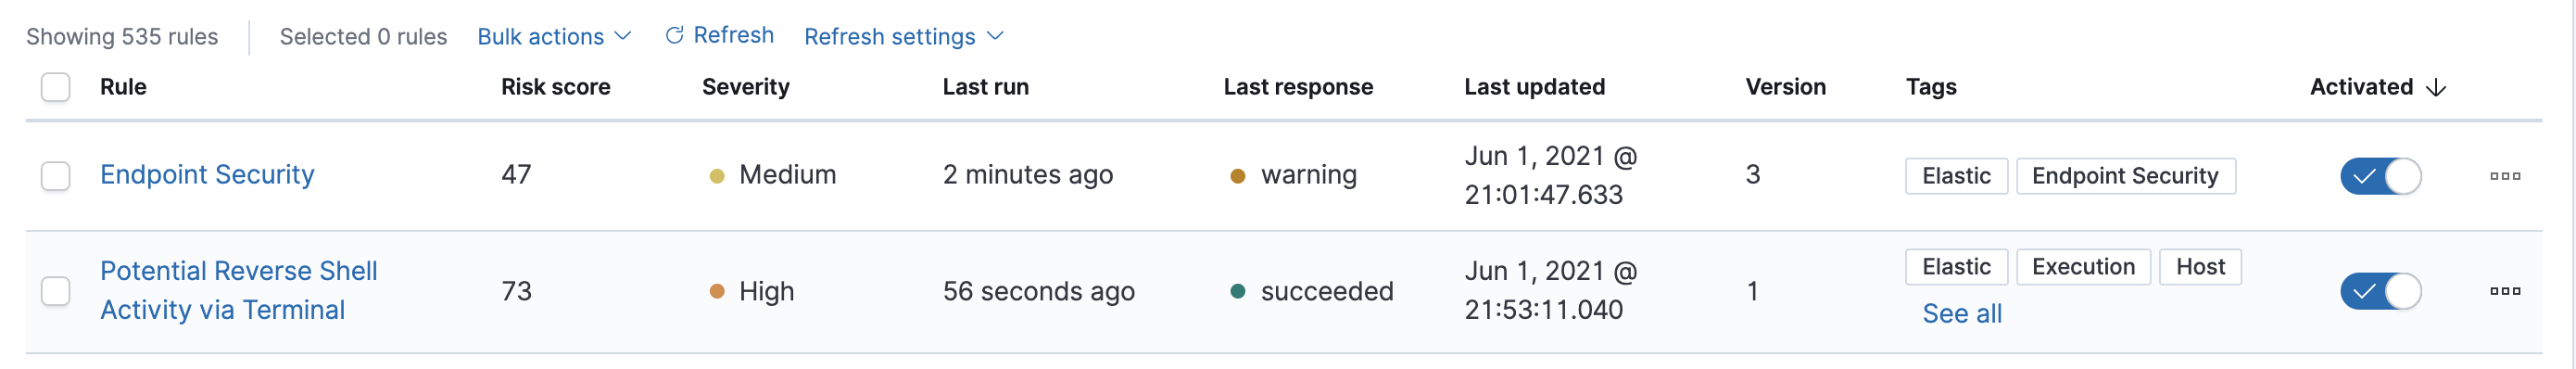 Showing 535 rules Selected 0 rules Bulk actions Refresh Refresh settings
Rule Risk score Severity Last run Last response Last updated Version Tags Activated
Endpoint Security 47 Medium 2 minutes ago warning Jun 1, 2021 @ 21:01:47.633 3 Elastic Endpoint Security
Potential Reverse Shell Activity via Terminal 73 High 56 seconds ago succeeded Jun 1, 2021 @ 21:53:11.040 1 Elastic Execution Host
See all